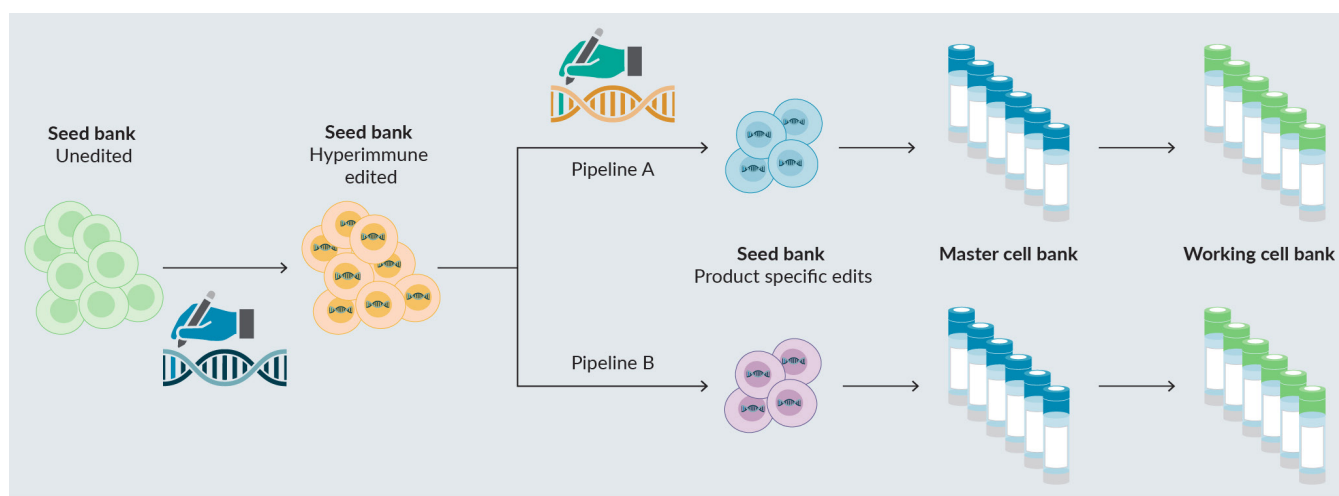 Seed bank
Unedited
Seed bank
Hyperimmune
edited
Pipeline A
Pipeline B
Seed bank
Product specific edits
Master cell bank
Working cell bank